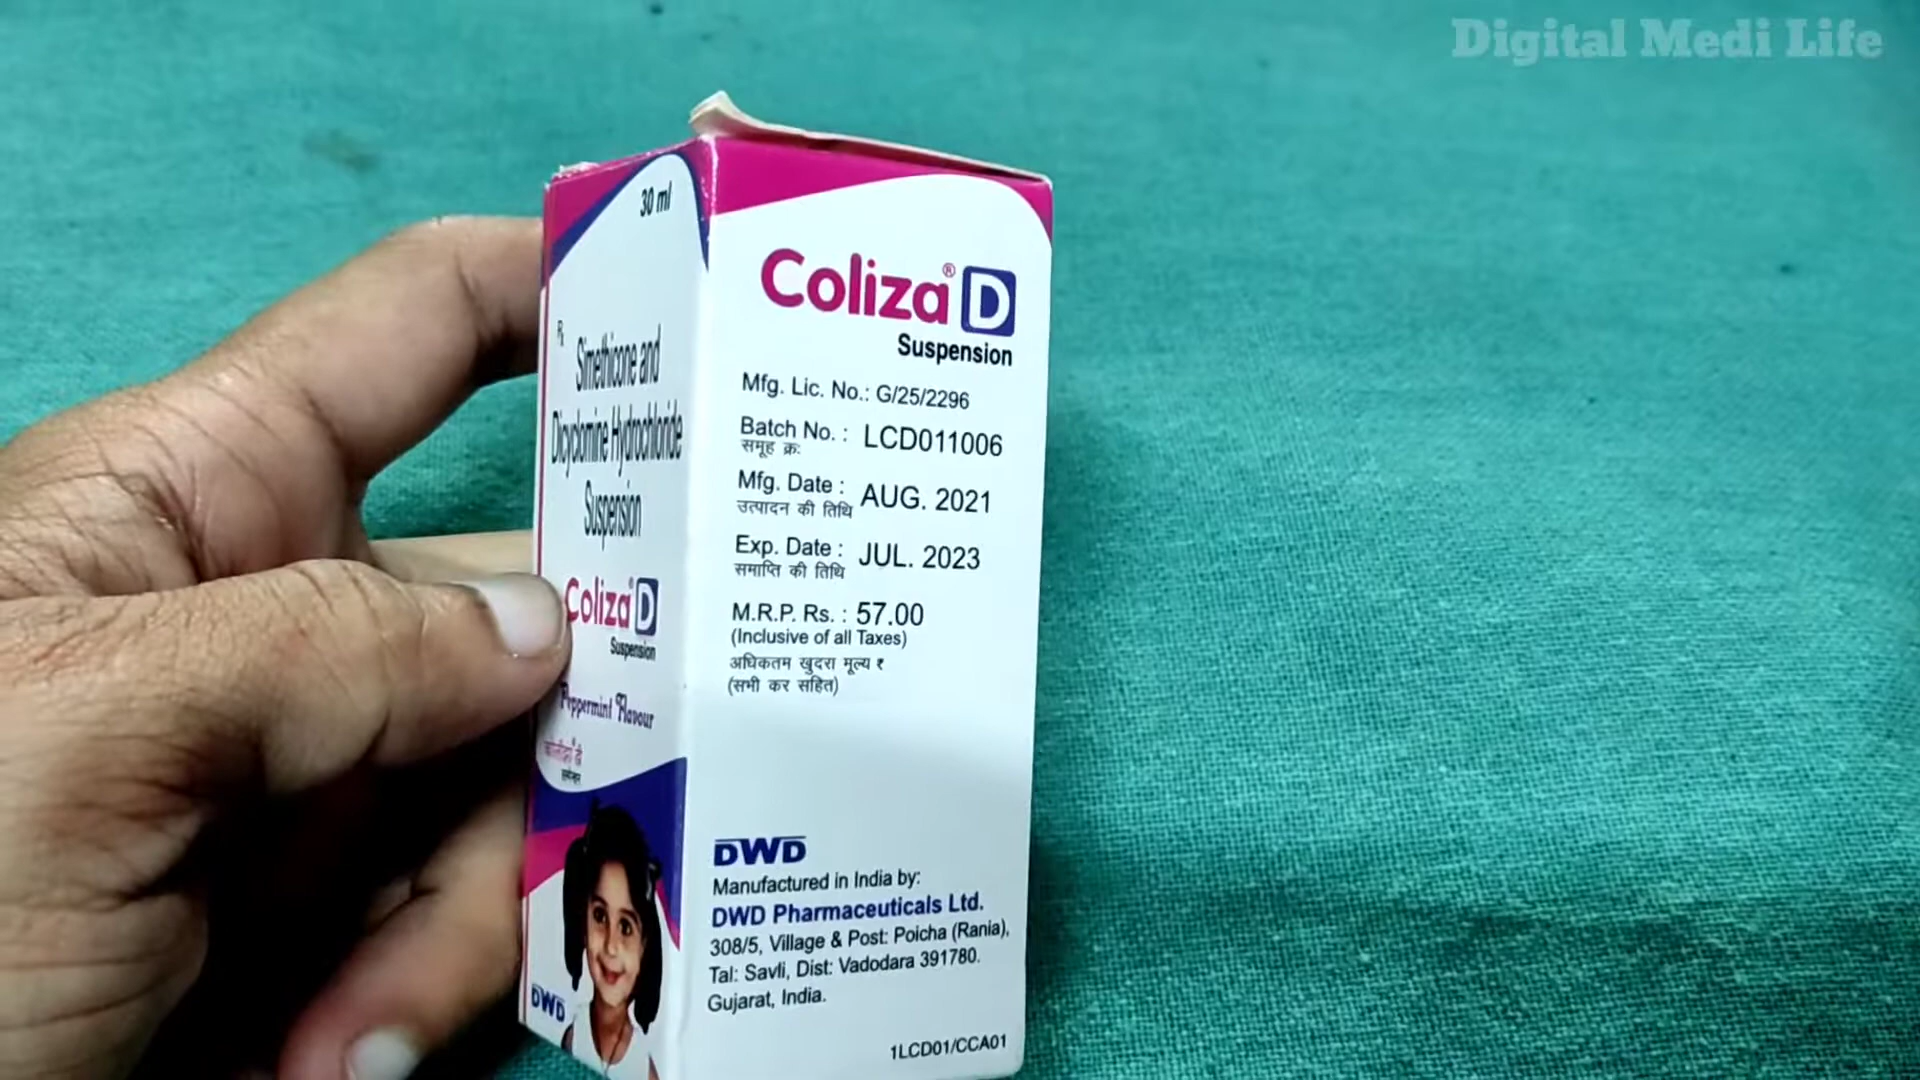 Digital Medi Life
30 ml
Rx
Simethicone and
Dicyclomine Hydrochloride
Suspension
Coliza® D
Suspension
Peppermint Flavour
DWD
Coliza® D
Suspension
Mfg. Lic. No.: G/25/2296
Batch No. : LCD011006
समूह क्र:
Mfg. Date : AUG. 2021
उत्पादन की तिथि
Exp. Date : JUL. 2023
समाप्ति की तिथि
M.R.P. Rs. : 57.00
(Inclusive of all Taxes)
अधिकतम खुदरा मूल्य ₹
(सभी कर सहित)
DWD
Manufactured in India by:
DWD Pharmaceuticals Ltd.
308/5, Village & Post: Poicha (Rania),
Tal: Savli, Dist: Vadodara 391780.
Gujarat, India.
1LCD01/CCA01